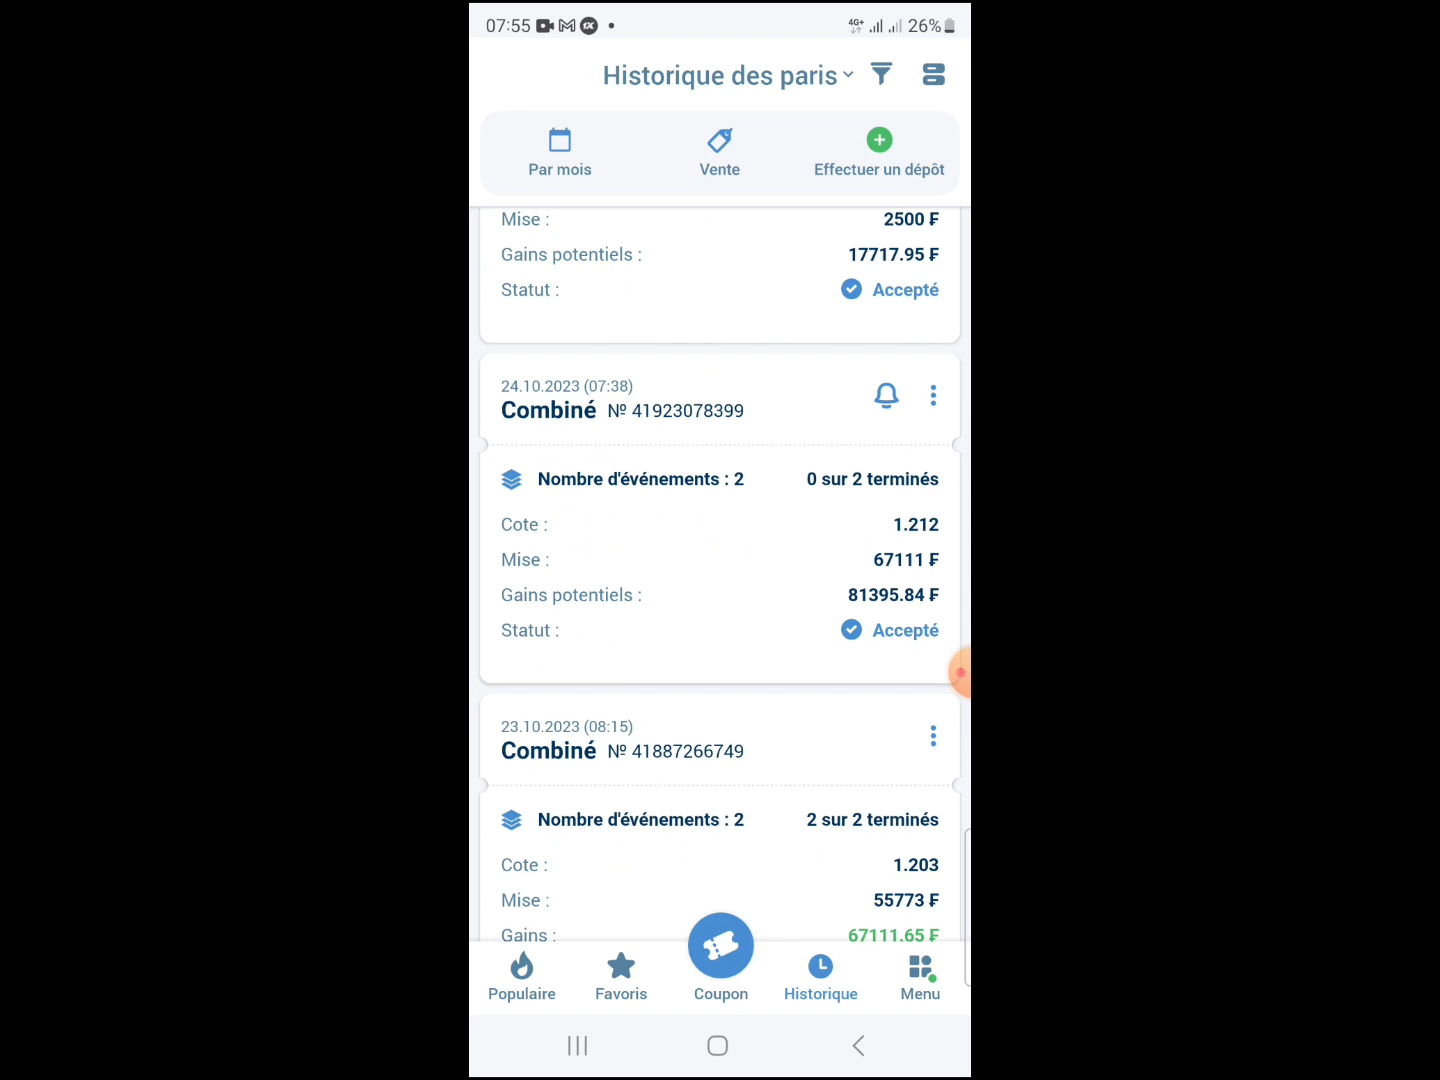 07:55 4G+ 26%
Historique des paris
Par mois Vente Effectuer un dépôt
Mise : 2500 ₣
Gains potentiels : 17717.95 ₣
Statut : Accepté
24.10.2023 (07:38)
Combiné № 41923078399
Nombre d'événements : 2 0 sur 2 terminés
Cote : 1.212
Mise : 67111 ₣
Gains potentiels : 81395.84 ₣
Statut : Accepté
23.10.2023 (08:15)
Combiné № 41887266749
Nombre d'événements : 2 2 sur 2 terminés
Cote : 1.203
Mise : 55773 ₣
Gains : 67111.65 ₣
Populaire Favoris Coupon Historique Menu